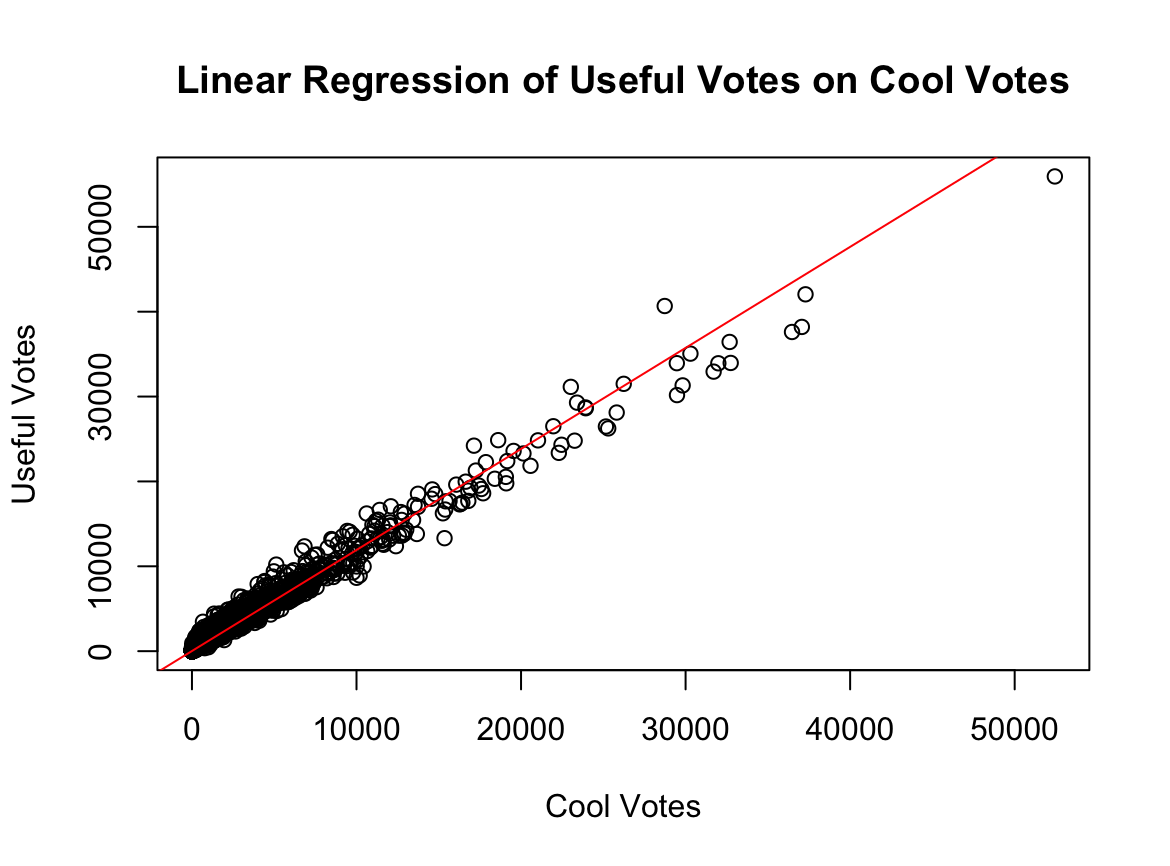 Linear Regression of Useful Votes on Cool Votes
Useful Votes
50000
30000
10000
0
0 10000 20000 30000 40000 50000
Cool Votes